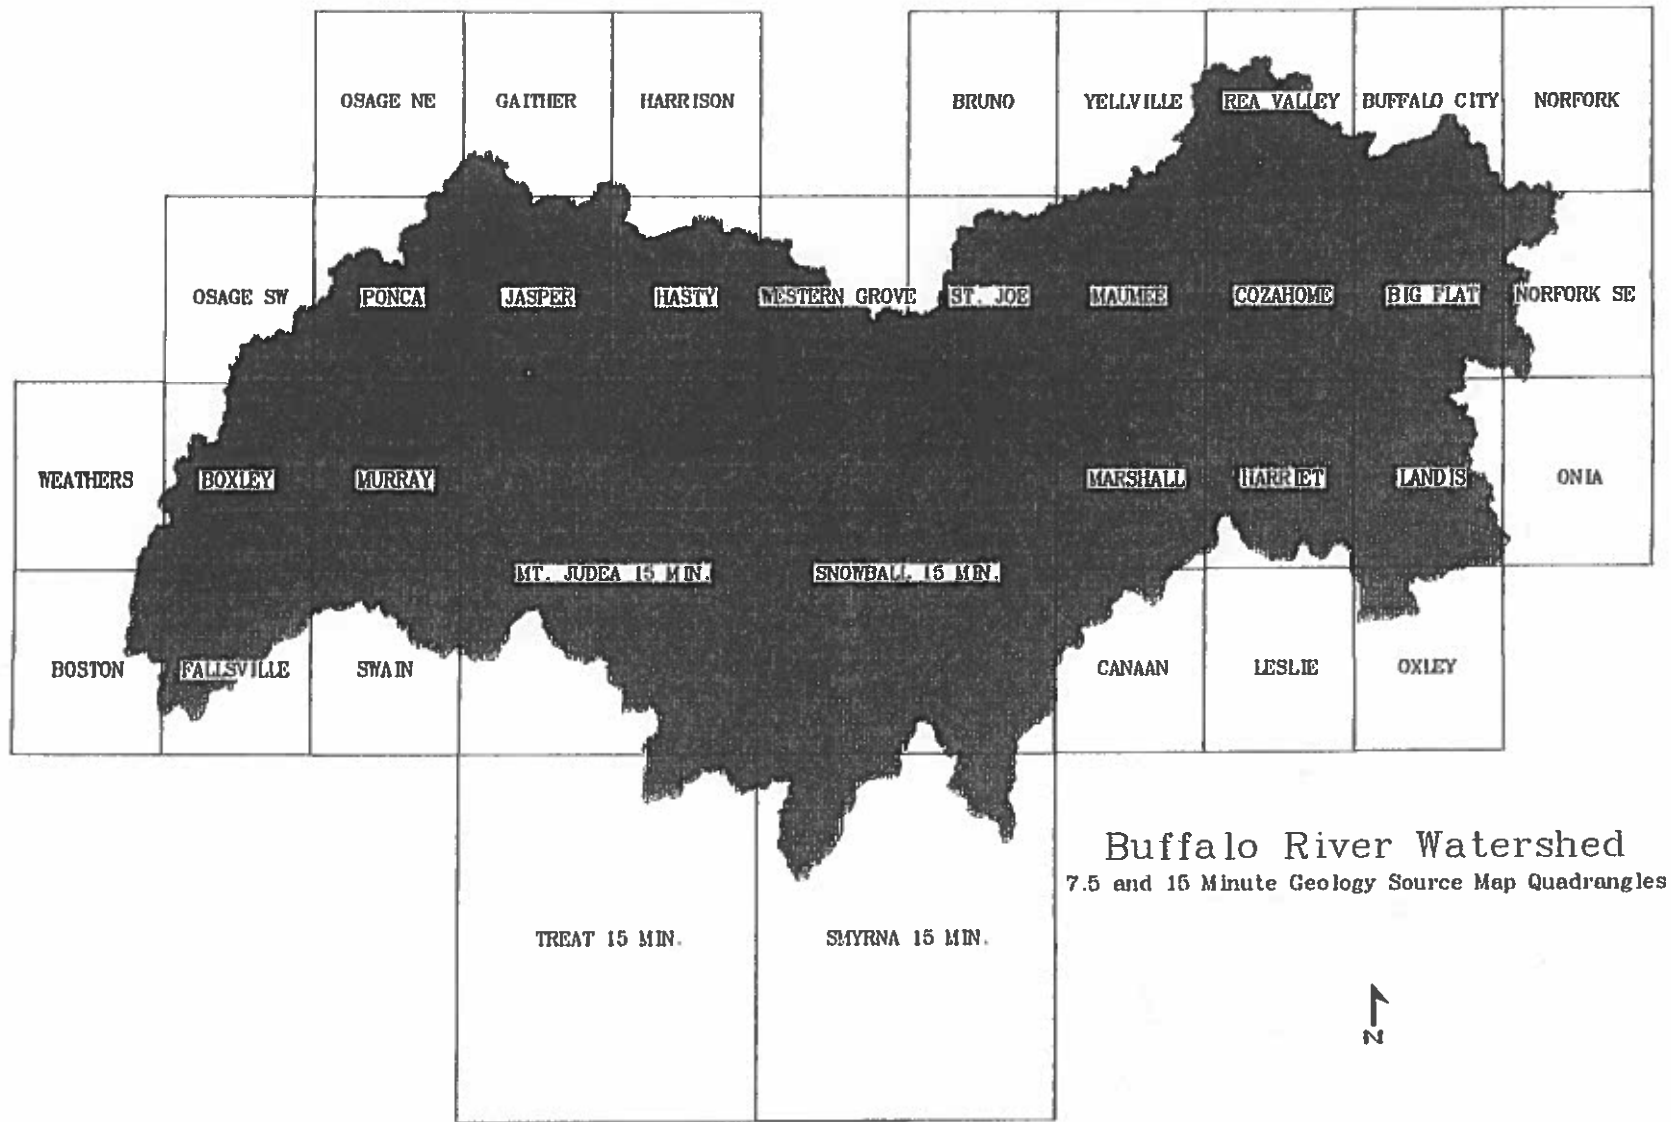 OSAGE NE GAITHER HARRISON BRUNO YELLVILLE REA VALLEY BUFFALO CITY NORFORK
OSAGE SW PONCA JASPER HASTY WESTERN GROVE ST. JOE MAUMEE COZAHOME BIG FLAT NORFORK SE
WEATHERS BOXLEY MURRAY MARSHALL HARRIET LANDIS ONIA
MT. JUDEA 15 MIN. SNOWBALL 15 MIN.
BOSTON FALLSVILLE SWAIN CANAAN LESLIE OXLEY
Buffalo River Watershed
7.5 and 15 Minute Geology Source Map Quadrangles
TREAT 15 MIN. SMYRNA 15 MIN.
N